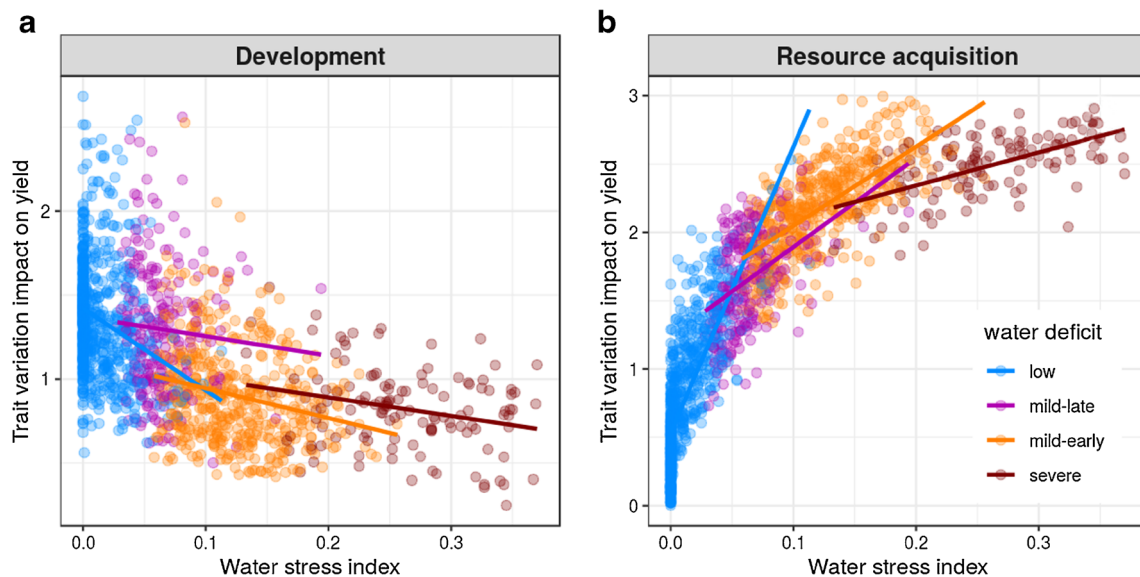 a
Development
Trait variation impact on yield
2
1
0.0 0.1 0.2 0.3
Water stress index
b
Resource acquisition
Trait variation impact on yield
3
2
1
0
water deficit
low
mild-late
mild-early
severe
0.0 0.1 0.2 0.3
Water stress index